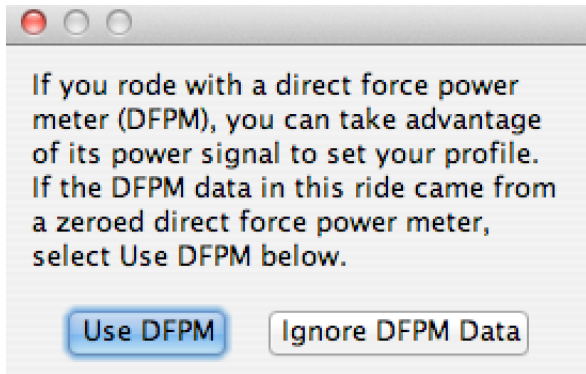 If you rode with a direct force power
meter (DFPM), you can take advantage
of its power signal to set your profile.
If the DFPM data in this ride came from
a zeroed direct force power meter,
select Use DFPM below.
Use DFPM
Ignore DFPM Data